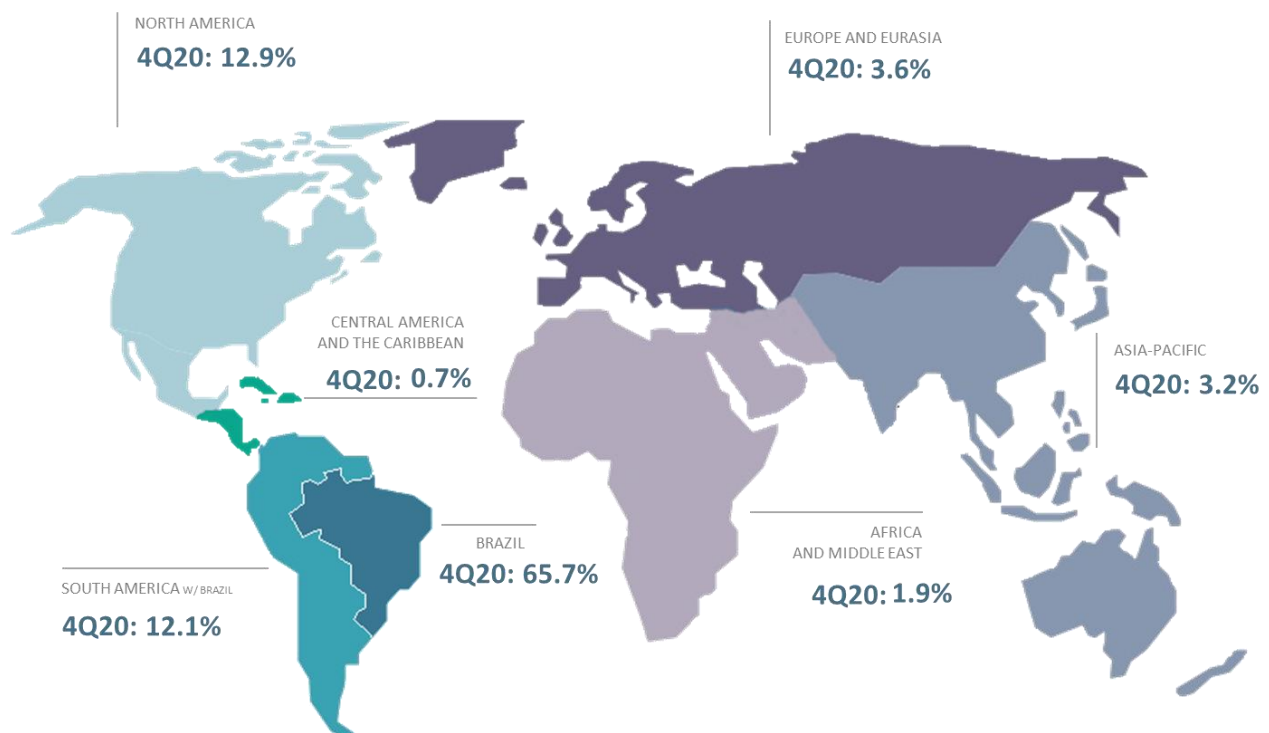 NORTH AMERICA
4Q20: 12.9%
EUROPE AND EURASIA
4Q20: 3.6%
CENTRAL AMERICA
AND THE CARIBBEAN
4Q20: 0.7%
ASIA-PACIFIC
4Q20: 3.2%
BRAZIL
4Q20: 65.7%
AFRICA
AND MIDDLE EAST
4Q20: 1.9%
SOUTH AMERICA W/ BRAZIL
4Q20: 12.1%